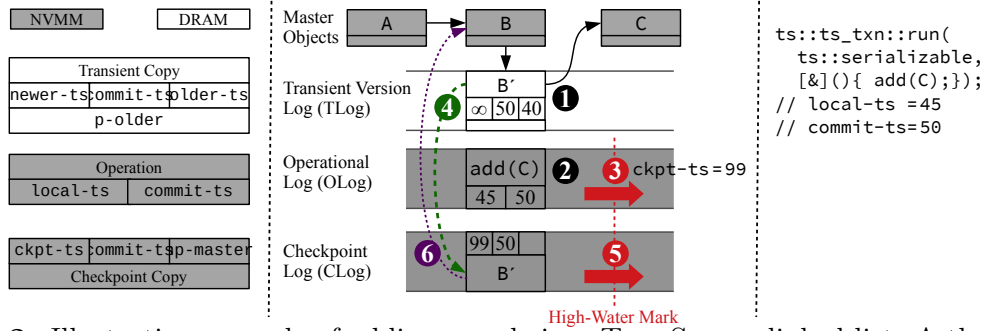 NVMM
DRAM
Transient Copy
newer-ts commit-ts older-ts
p-older
Operation
local-ts commit-ts
ckpt-ts commit-ts p-master
Checkpoint Copy
Master
Objects
A
B
C
Transient Version
Log (TLog)
B′
∞ 50 40
1
4
Operational
Log (OLog)
add(C)
45 50
2
3
ckpt-ts=99
Checkpoint
Log (CLog)
99 50
B′
6
5
High-Water Mark
ts::ts_txn::run(
ts::serializable,
[&](){ add(C);});
// local-ts =45
// commit-ts=50